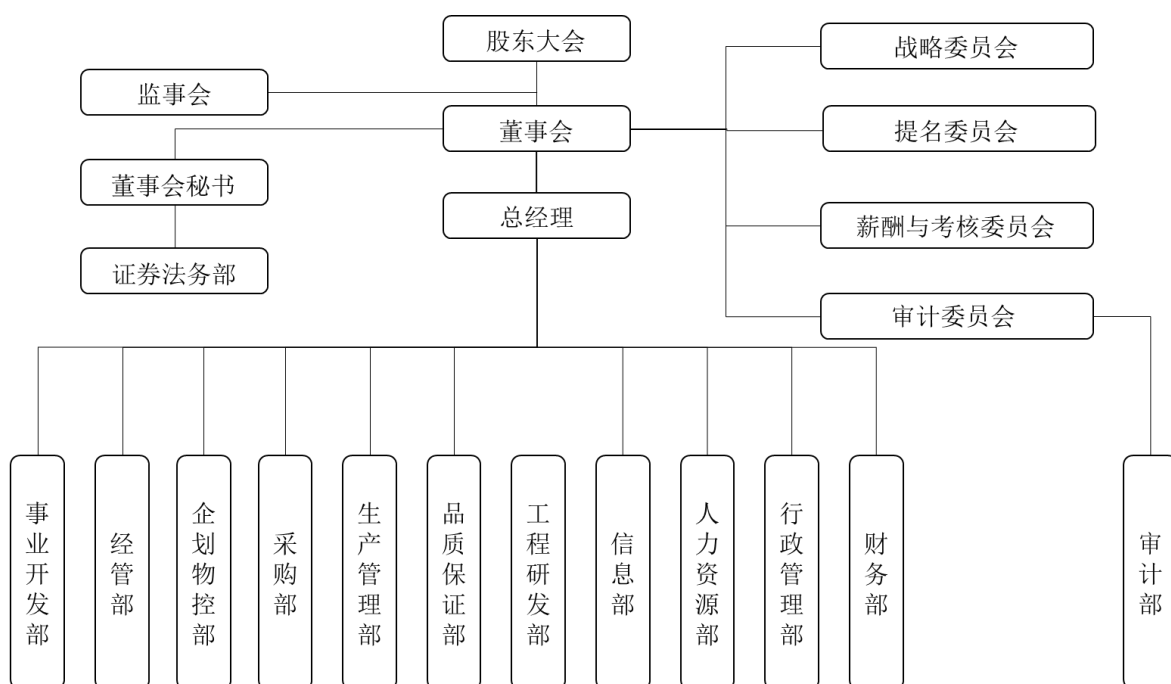 股东大会
战略委员会
监事会
董事会
提名委员会
董事会秘书
总经理
薪酬与考核委员会
证券法务部
审计委员会
事业开发部
经管部
企划物控部
采购部
生产管理部
品质保证部
工程研发部
信息部
人力资源部
行政管理部
财务部
审计部